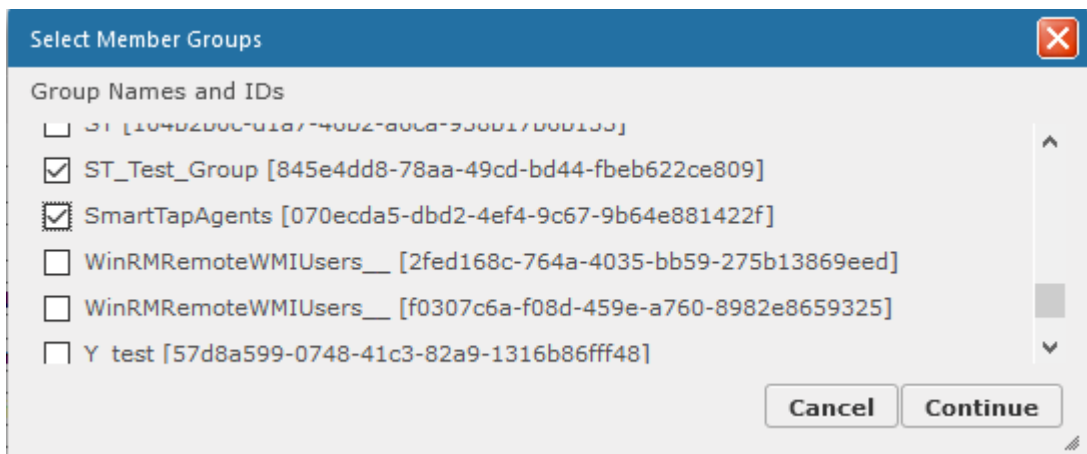 Select Member Groups
Group Names and IDs
ST_Test_Group [845e4dd8-78aa-49cd-bd44-fbeb622ce809]
SmartTapAgents [070ecda5-dbd2-4ef4-9c67-9b64e881422f]
WinRMRemoteWMIUsers__ [2fed168c-764a-4035-bb59-275b13869eed]
WinRMRemoteWMIUsers__ [f0307c6a-f08d-459e-a760-8982e8659325]
Y_test [57d8a599-0748-41c3-82a9-1316b86fff48]
Cancel Continue